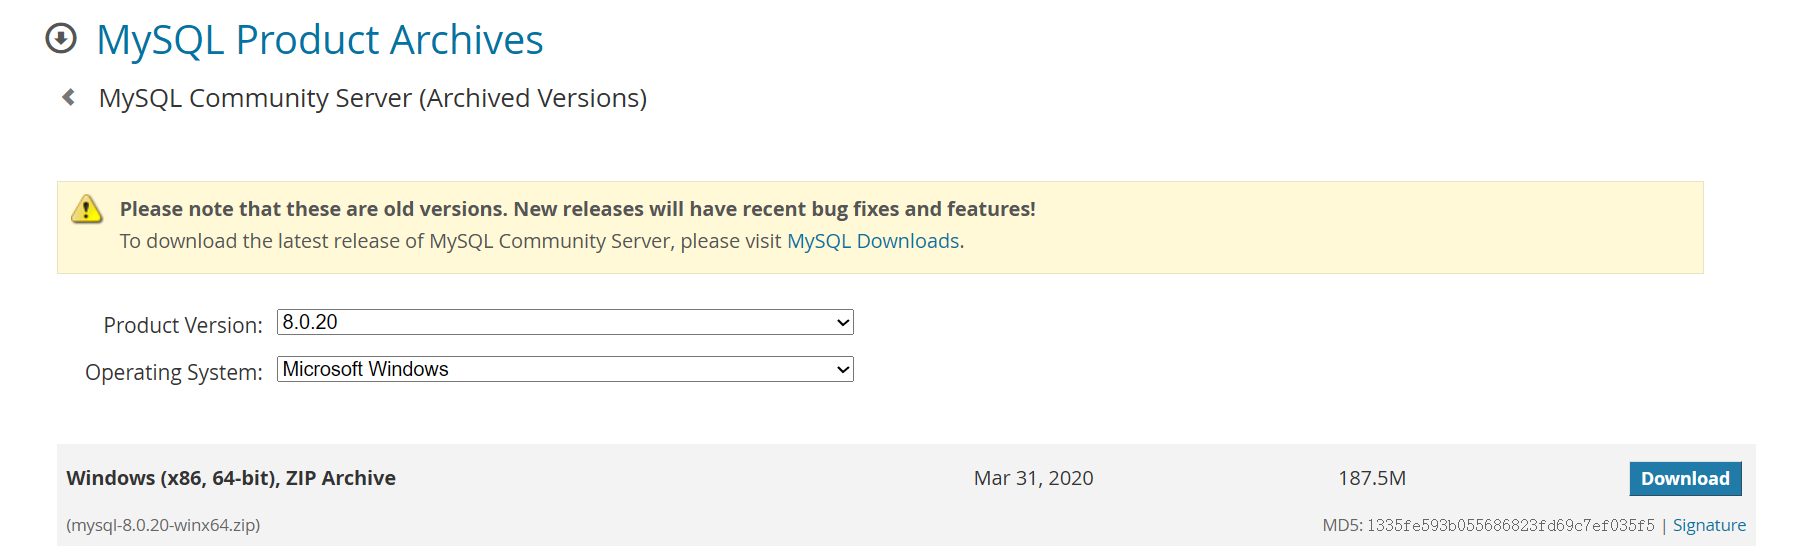 MySQL Product Archives
MySQL Community Server (Archived Versions)
Please note that these are old versions. New releases will have recent bug fixes and features!
To download the latest release of MySQL Community Server, please visit MySQL Downloads.
Product Version: 8.0.20
Operating System: Microsoft Windows
Windows (x86, 64-bit), ZIP Archive Mar 31, 2020 187.5M Download
(mysql-8.0.20-winx64.zip) MD5: 1335fe593b055686823fd69c7ef035f5 | Signature